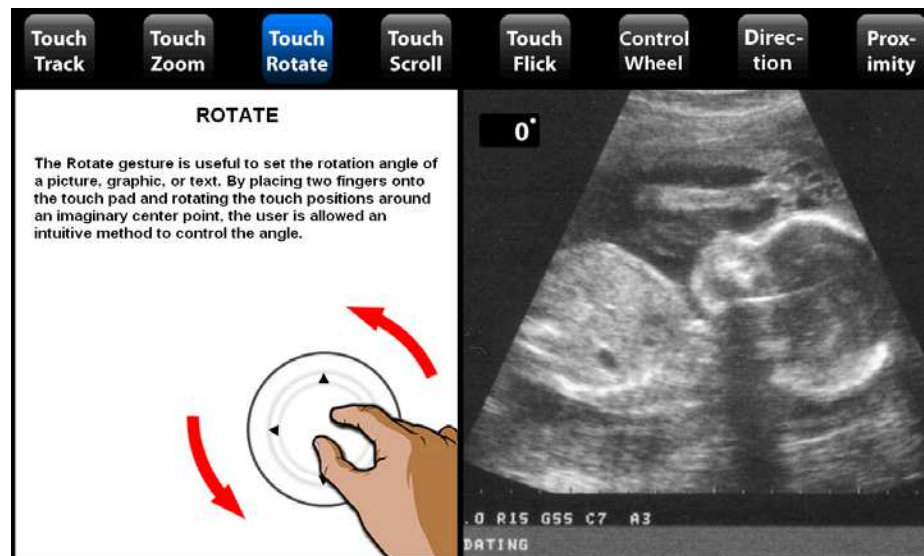 Touch Track
Touch Zoom
Touch Rotate
Touch Scroll
Touch Flick
Control Wheel
Direc-
tion
Prox-
imity
ROTATE
The Rotate gesture is useful to set the rotation angle of
a picture, graphic, or text. By placing two fingers onto
the touch pad and rotating the touch positions around
an imaginary center point, the user is allowed an
intuitive method to control the angle.
0°
.0 R15 G55 C7 A3
DATING